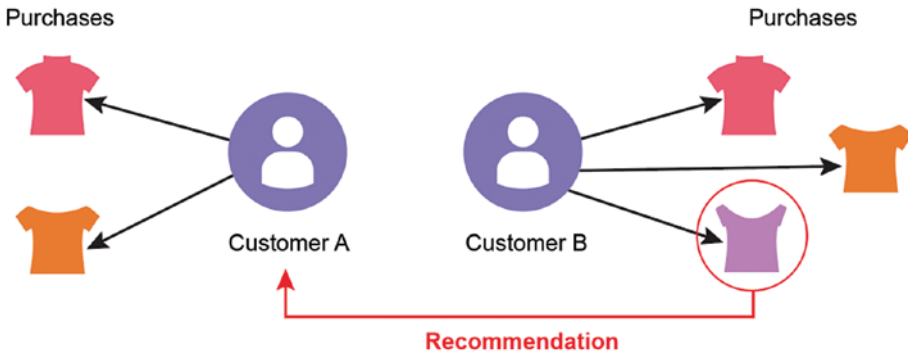 Purchases
Purchases
Customer A
Customer B
Recommendation